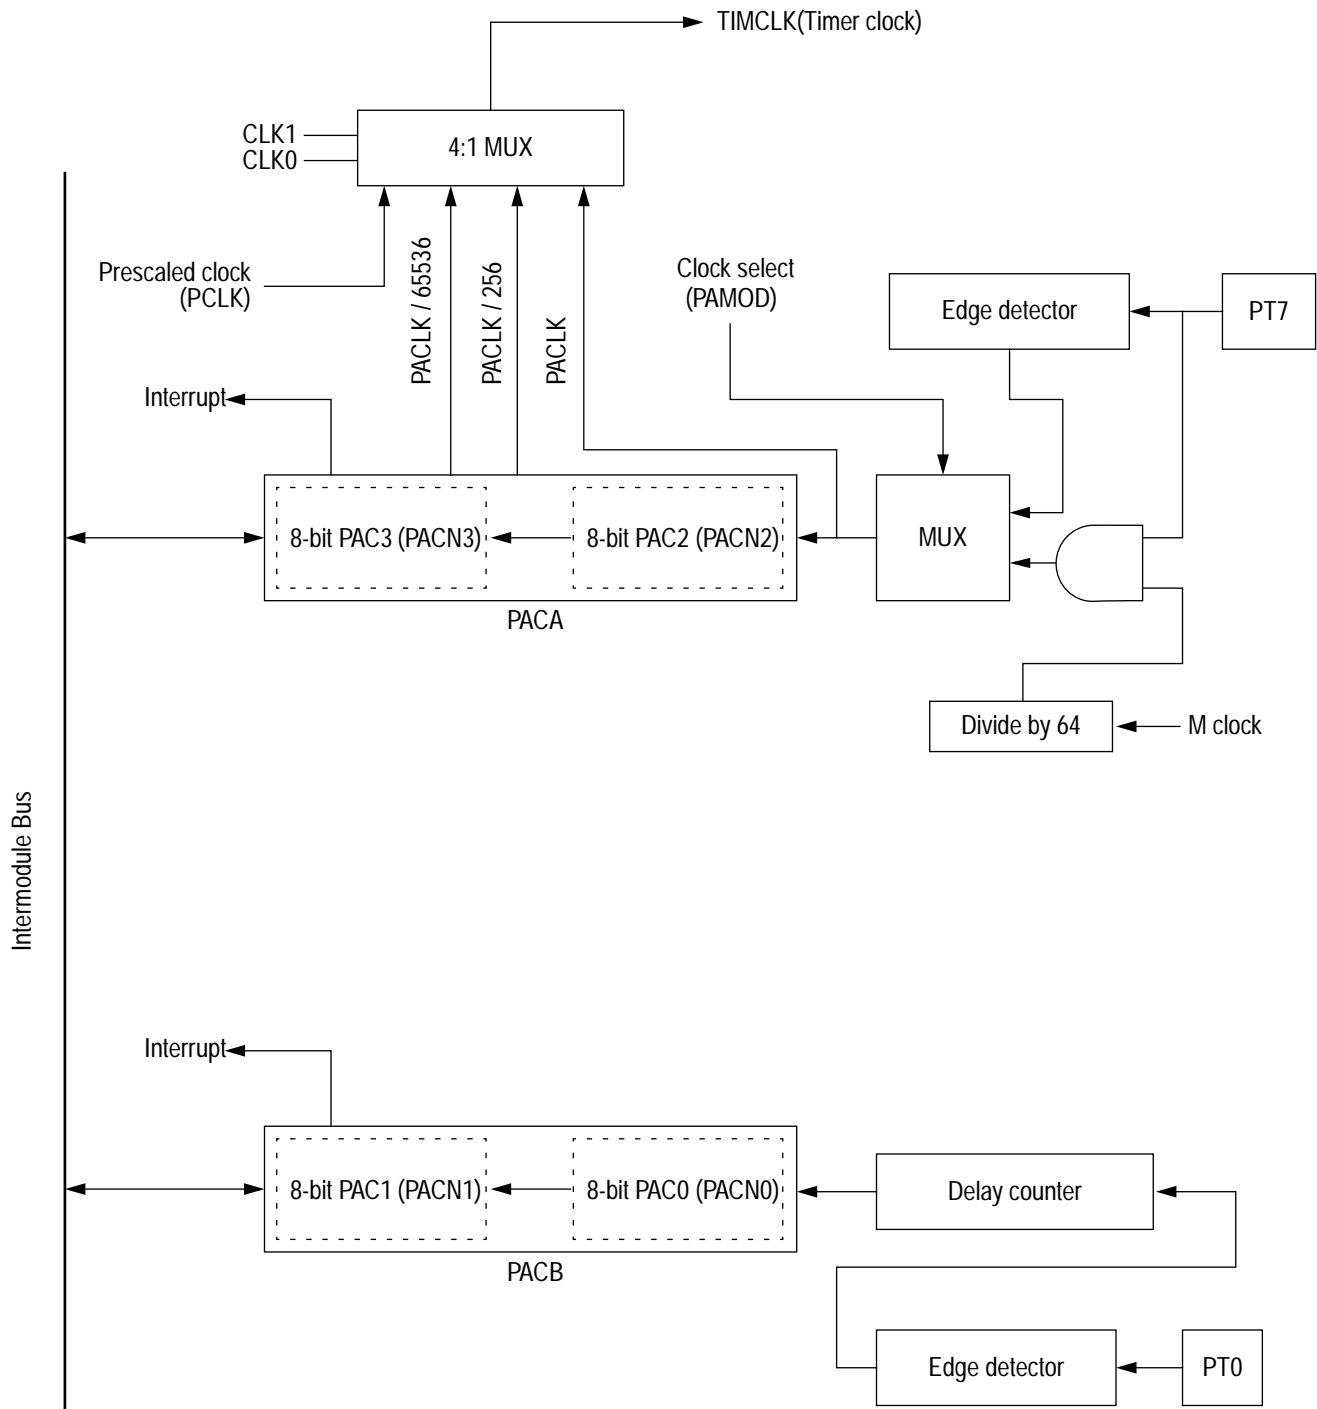 TIMCLK(Timer clock)
CLK1
CLK0
4:1 MUX
Prescaled clock
(PCLK)
PACLK / 65536
PACLK / 256
PACLK
Clock select
(PAMOD)
Edge detector
PT7
Interrupt
8-bit PAC3 (PACN3)
8-bit PAC2 (PACN2)
MUX
PACA
Divide by 64
M clock
Intermodule Bus
Interrupt
8-bit PAC1 (PACN1)
8-bit PAC0 (PACN0)
Delay counter
PACB
Edge detector
PT0